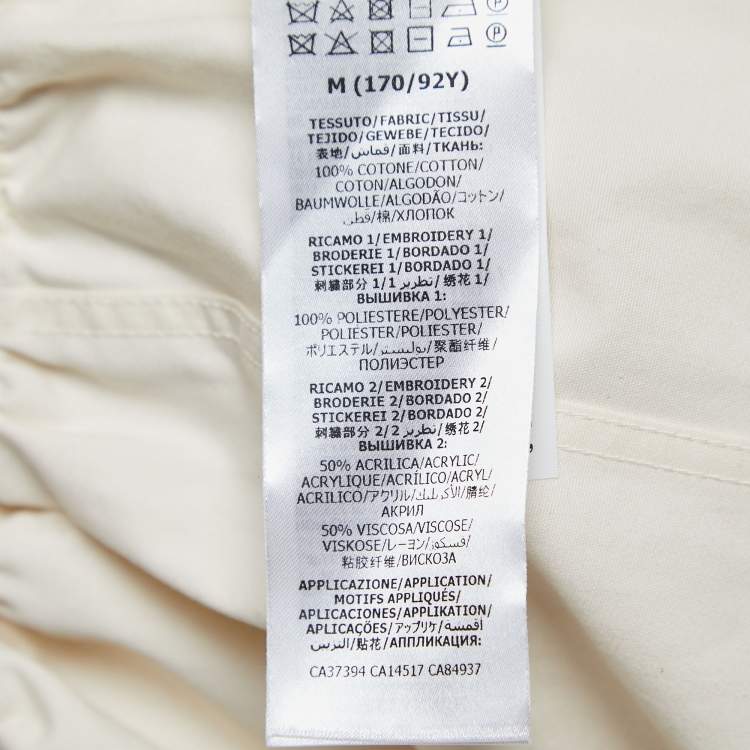 M (170/92Y)
TESSUTO/FABRIC/TISSU/
TEJIDO/GEWEBE/TECIDO/
表地/قماش/面料/ТКАНЬ:
100% COTONE/COTTON/
COTON/ALGODON/
BAUMWOLLE/ALGODÃO/コットン/
قطن/棉/ХЛОПОК
RICAMO 1/EMBROIDERY 1/
BRODERIE 1/BORDADO 1/
STICKEREI 1/BORDADO 1/
刺繍部分 1/تطريز 1/绣花 1/
ВЫШИВКА 1:
100% POLIESTERE/POLYESTER/
POLIÉSTER/POLIESTER/
ポリエステル/بوليستر/聚酯纤维/
ПОЛИЭСТЕР
RICAMO 2/EMBROIDERY 2/
BRODERIE 2/BORDADO 2/
STICKEREI 2/BORDADO 2/
刺繍部分 2/تطريز 2/绣花 2/
ВЫШИВКА 2:
50% ACRILICA/ACRYLIC/
ACRYLIQUE/ACRÍLICO/ACRYL/
ACRILICO/アクリル/الأكريليك/腈纶/
АКРИЛ
50% VISCOSA/VISCOSE/
VISKOSE/レーヨン/فسكوز/
粘胶纤维/ВИСКОЗА
APPLICAZIONE/APPLICATION/
MOTIFS APPLIQUÉS/
APLICACIONES/APPLIKATION/
APLICAÇÕES/アップリケ/أقمشة
/贴花/АППЛИКАЦИЯ:
CA37394 CA14517 CA84937